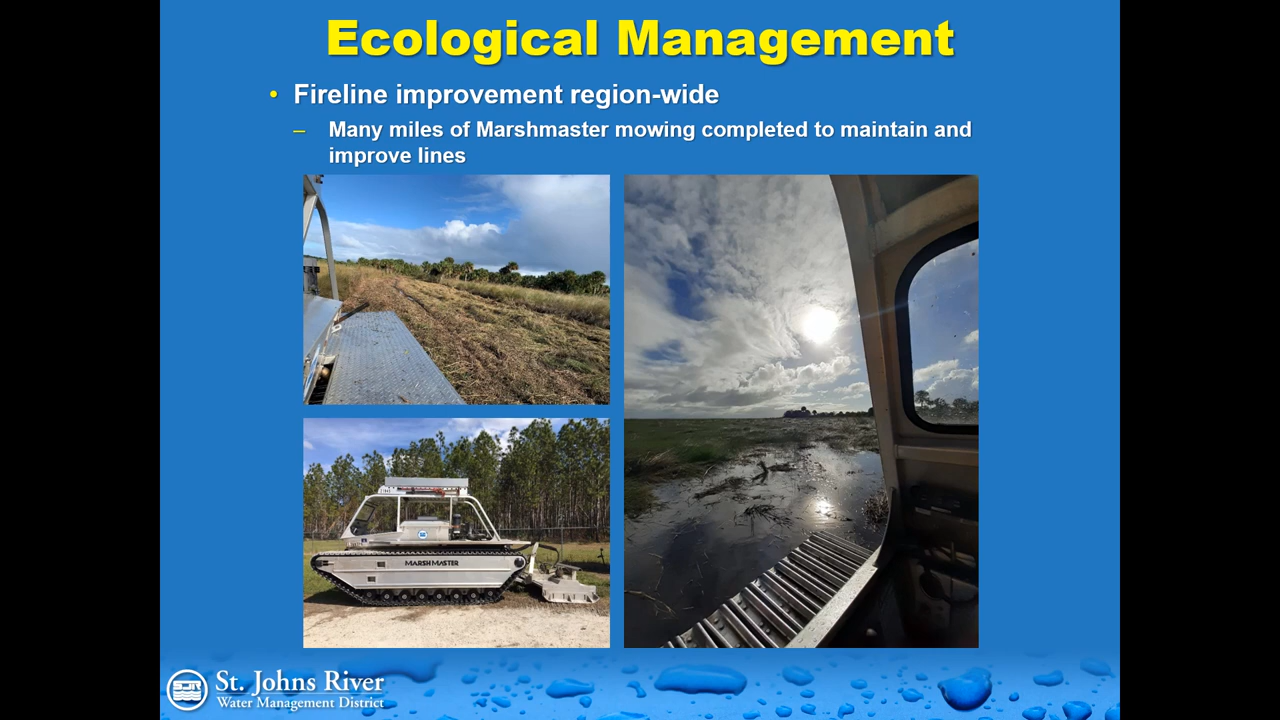 Ecological Management
• Fireline improvement region-wide
– Many miles of Marshmaster mowing completed to maintain and
improve lines
MARSH MASTER
St. Johns River
Water Management District